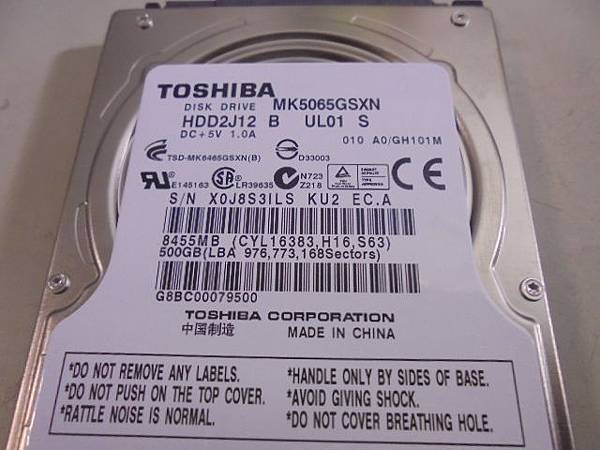 TOSHIBA
DISK DRIVE MK5065GSXN
HDD2J12 B UL01 S
DC+5V 1.0A
010 A0/GH101M
TSD-MK6465GSXN(B) D33003
E145163 LR39635 N723
Z218
CE
S/N X0J8S3ILS KU2 EC.A
8455MB (CYL16383,H16,S63)
500GB(LBA 976,773,168Sectors)
G8BC00079500
TOSHIBA CORPORATION
中国制造 MADE IN CHINA
*DO NOT REMOVE ANY LABELS.
*DO NOT PUSH ON THE TOP COVER.
*RATTLE NOISE IS NORMAL.
*HANDLE ONLY BY SIDES OF BASE.
*AVOID GIVING SHOCK.
*DO NOT COVER BREATHING HOLE.